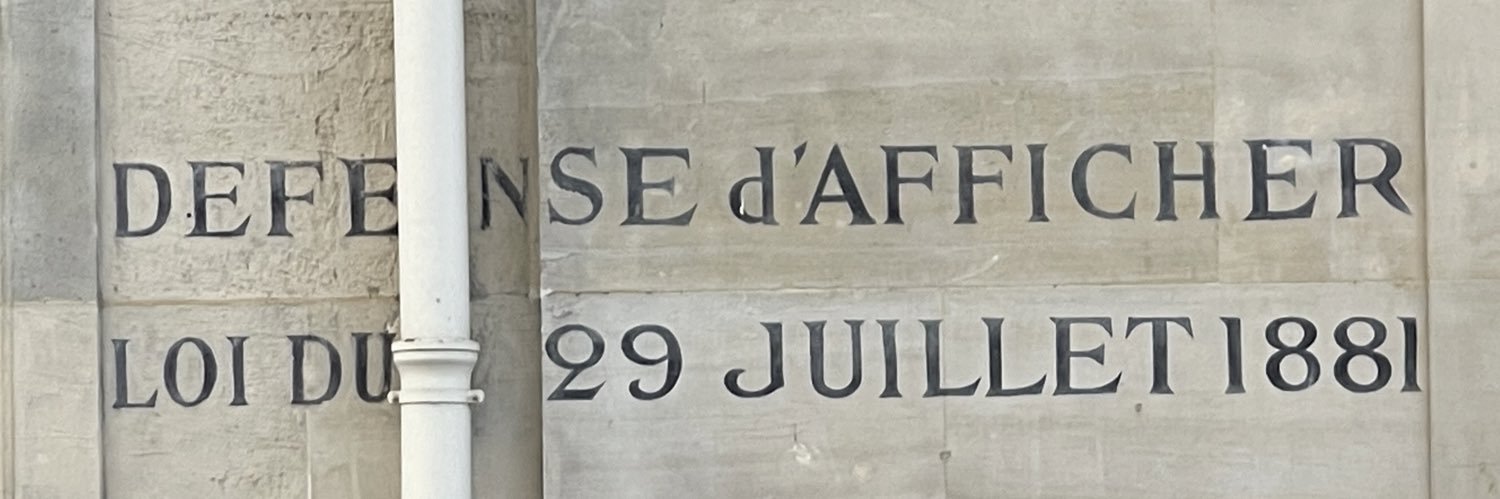 DEFENSE d'AFFICHER
LOI DU 29 JUILLET 1881